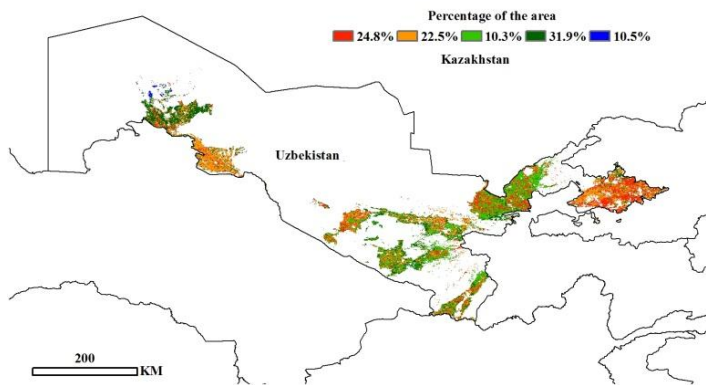 Percentage of the area
24.8% 22.5% 10.3% 31.9% 10.5%
Kazakhstan
Uzbekistan
200
KM